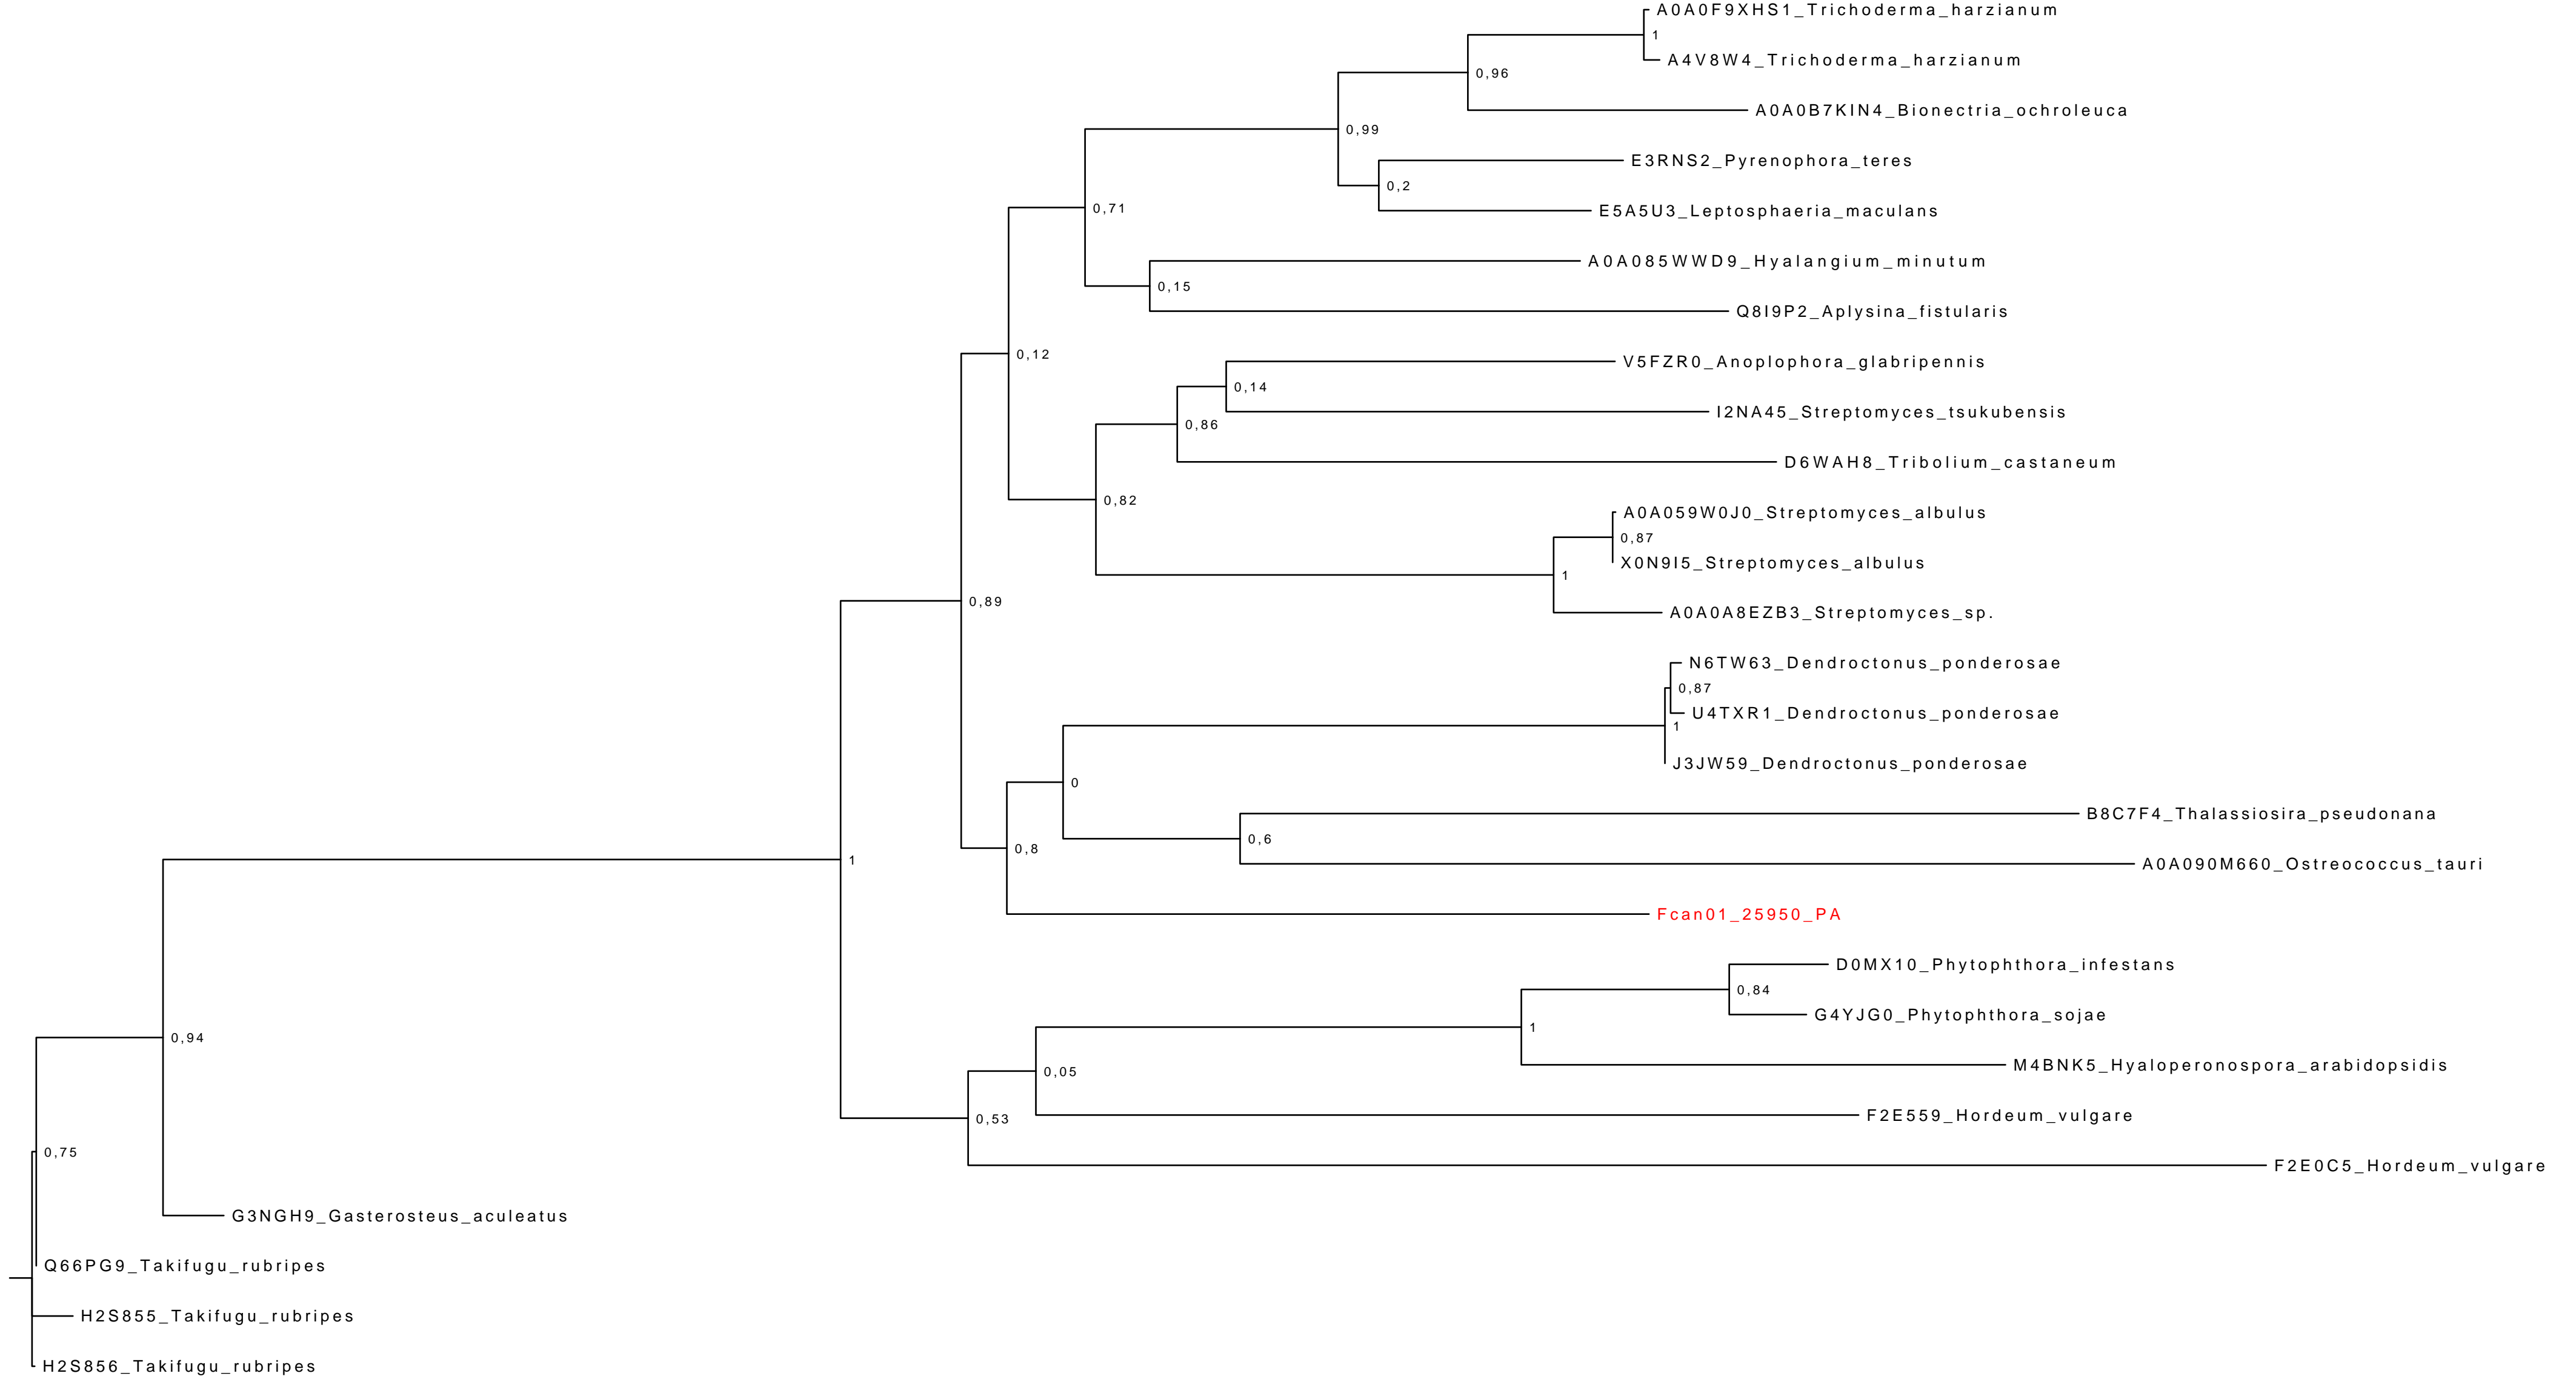 A0A0F9XHS1_Trichoderma_harzianum
1
A4V8W4_Trichoderma_harzianum
0,96
A0A0B7KIN4_Bionectria_ochroleuca
0,99
E3RNS2_Pyrenophora_teres
0,2
0,71
E5A5U3_Leptosphaeria_maculans
A0A085WWD9_Hyalangium_minutum
0,15
Q8I9P2_Aplysina_fistularis
0,12
V5FZR0_Anoplophora_glabripennis
0,14
I2NA45_Streptomyces_tsukubensis
0,86
D6WAH8_Tribolium_castaneum
0,82
A0A059W0J0_Streptomyces_albulus
0,87
X0N9I5_Streptomyces_albulus
1
0,89
A0A0A8EZB3_Streptomyces_sp.
N6TW63_Dendroctonus_ponderosae
0,87
U4TXR1_Dendroctonus_ponderosae
1
J3JW59_Dendroctonus_ponderosae
0
B8C7F4_Thalassiosira_pseudonana
0,6
0,8
1
A0A090M660_Ostreococcus_tauri
Fcan01_25950_PA
D0MX10_Phytophthora_infestans
0,84
G4YJG0_Phytophthora_sojae
1
0,94
M4BNK5_Hyaloperonospora_arabidopsidis
0,05
F2E559_Hordeum_vulgare
0,53
0,75
F2E0C5_Hordeum_vulgare
G3NGH9_Gasterosteus_aculeatus
Q66PG9_Takifugu_rubripes
H2S855_Takifugu_rubripes
H2S856_Takifugu_rubripes